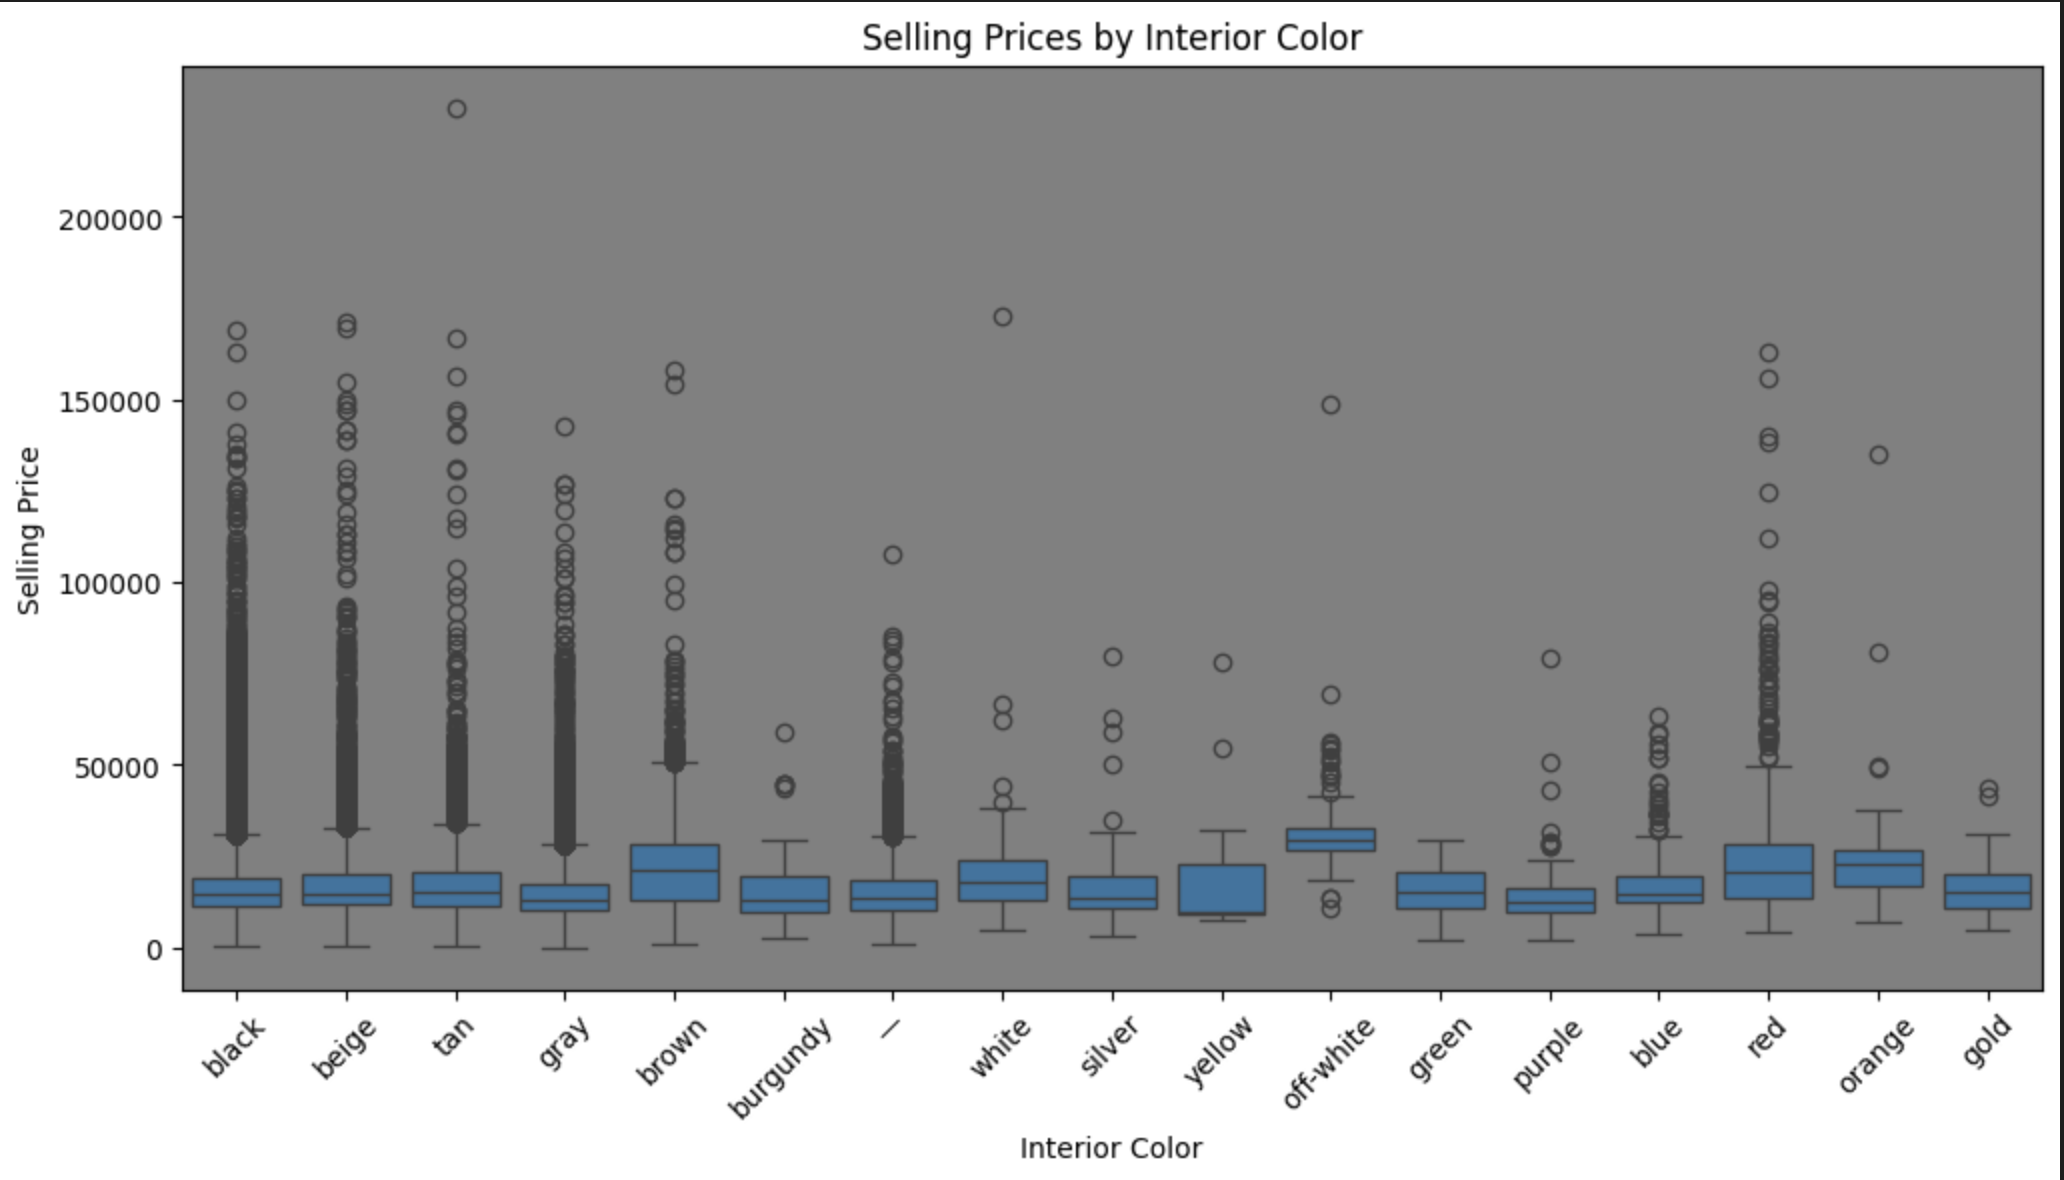 Selling Prices by Interior Color
Selling Price
200000
150000
100000
50000
0
black
beige
tan
gray
brown
burgundy
—
white
silver
yellow
off-white
green
purple
blue
red
orange
gold
Interior Color